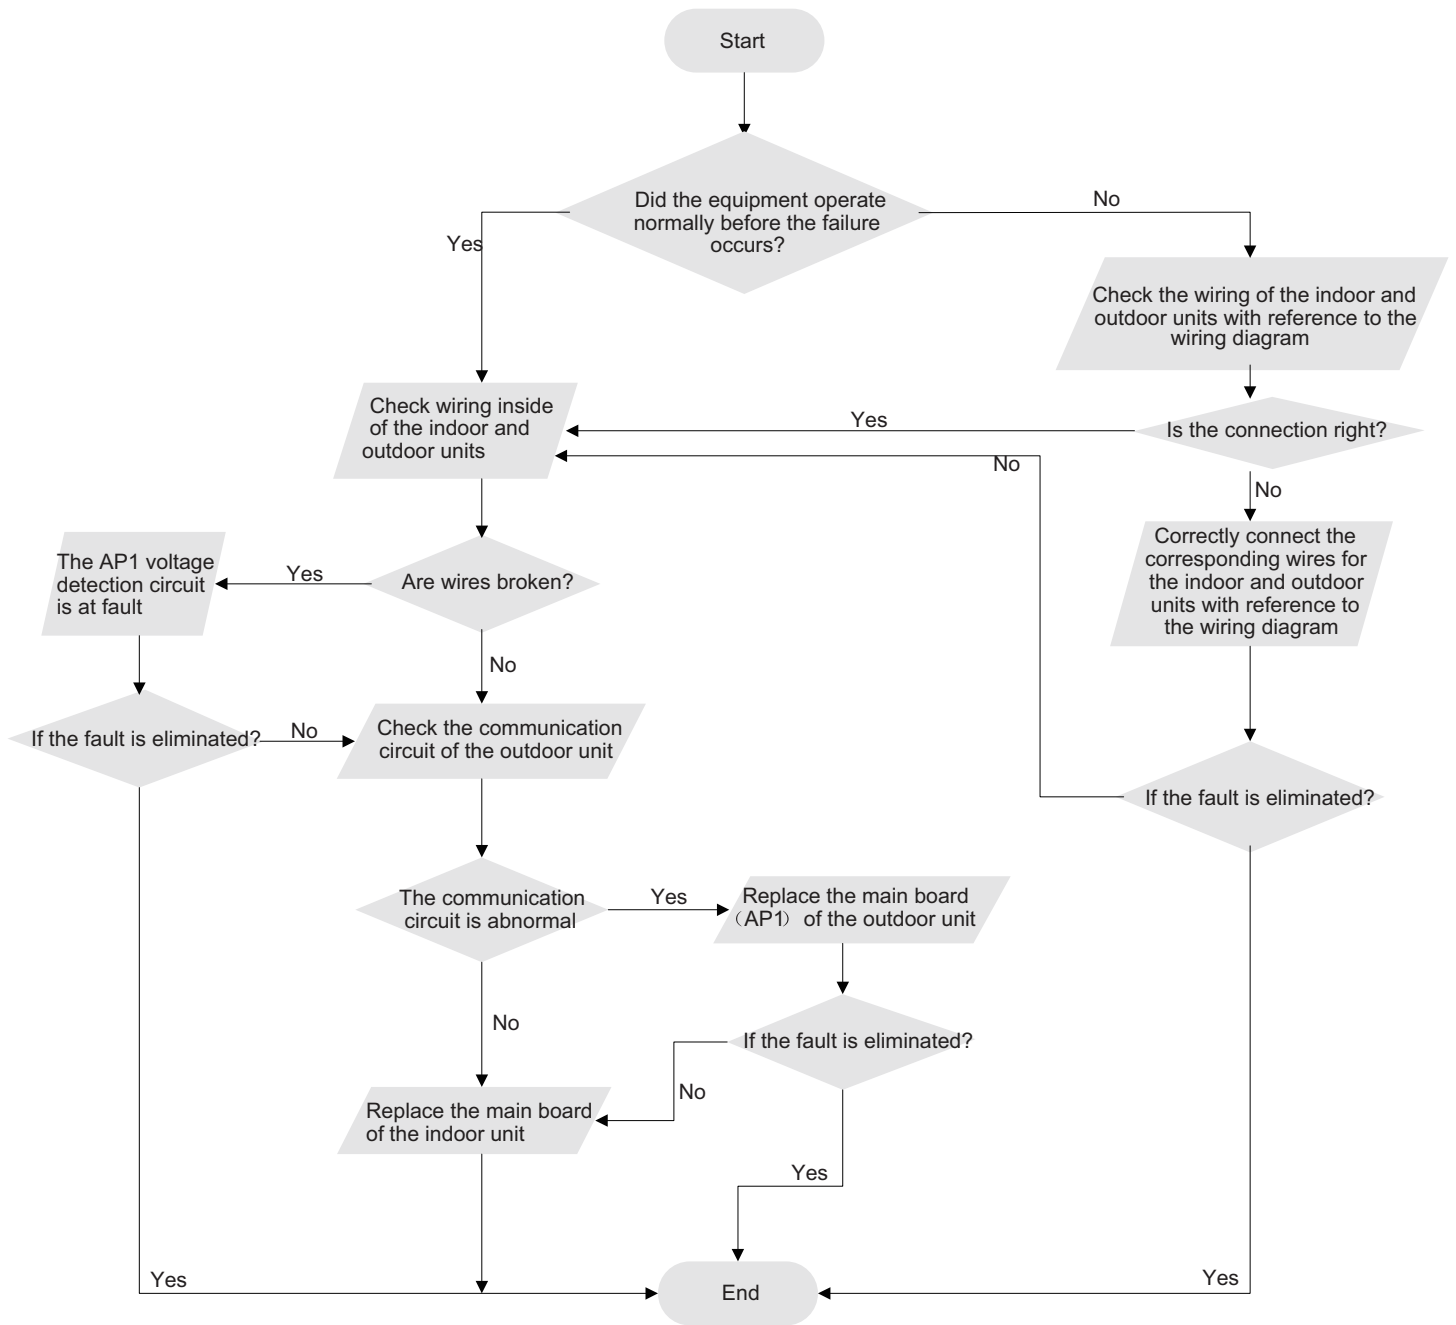 Start
Did the equipment operate
normally before the failure
occurs?
No
Yes
Check the wiring of the indoor and
outdoor units with reference to the
wiring diagram
Check wiring inside
of the indoor and
outdoor units
Yes
Is the connection right?
No
No
Correctly connect the
corresponding wires for
the indoor and outdoor
units with reference to
the wiring diagram
The AP1 voltage
detection circuit
is at fault
Yes
Are wires broken?
No
If the fault is eliminated?
No
Check the communication
circuit of the outdoor unit
If the fault is eliminated?
The communication
circuit is abnormal
Yes
Replace the main board
（AP1） of the outdoor unit
No
If the fault is eliminated?
No
Replace the main board
of the indoor unit
Yes
Yes
Yes
End